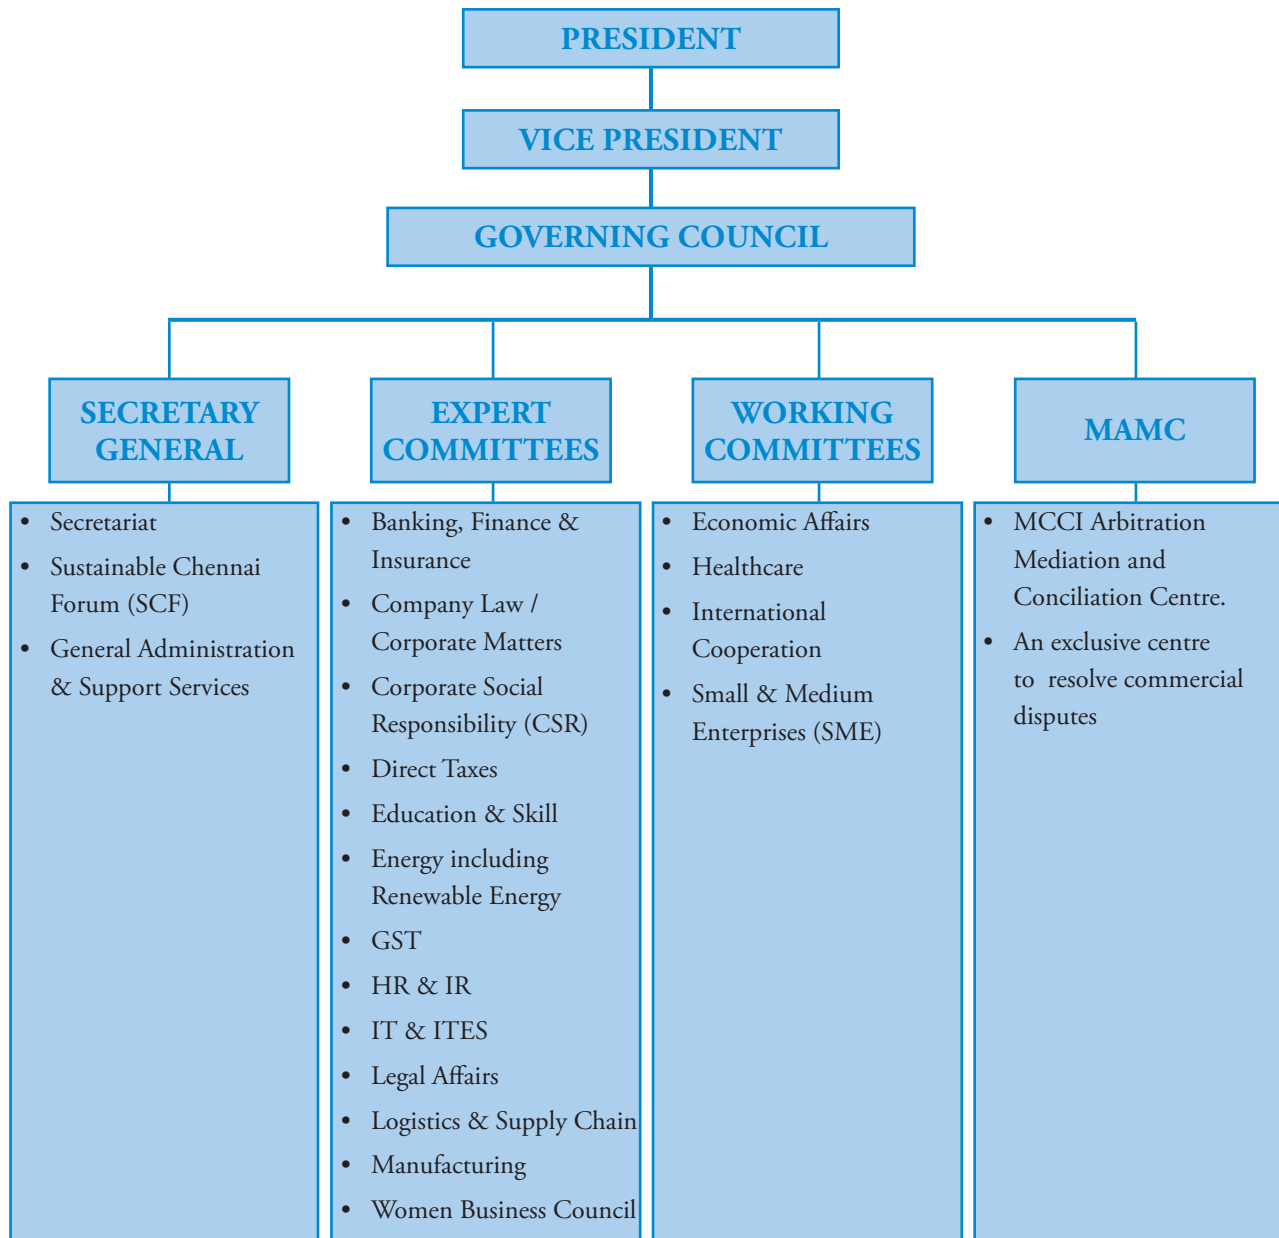 PRESIDENT
VICE PRESIDENT
GOVERNING COUNCIL
SECRETARY
GENERAL
• Secretariat
• Sustainable Chennai
Forum (SCF)
• General Administration
& Support Services
EXPERT
COMMITTEES
• Banking, Finance &
Insurance
• Company Law /
Corporate Matters
• Corporate Social
Responsibility (CSR)
• Direct Taxes
• Education & Skill
• Energy including
Renewable Energy
• GST
• HR & IR
• IT & ITES
• Legal Affairs
• Logistics & Supply Chain
• Manufacturing
• Women Business Council
WORKING
COMMITTEES
• Economic Affairs
• Healthcare
• International
Cooperation
• Small & Medium
Enterprises (SME)
MAMC
• MCCI Arbitration
Mediation and
Conciliation Centre.
• An exclusive centre
to resolve commercial
disputes